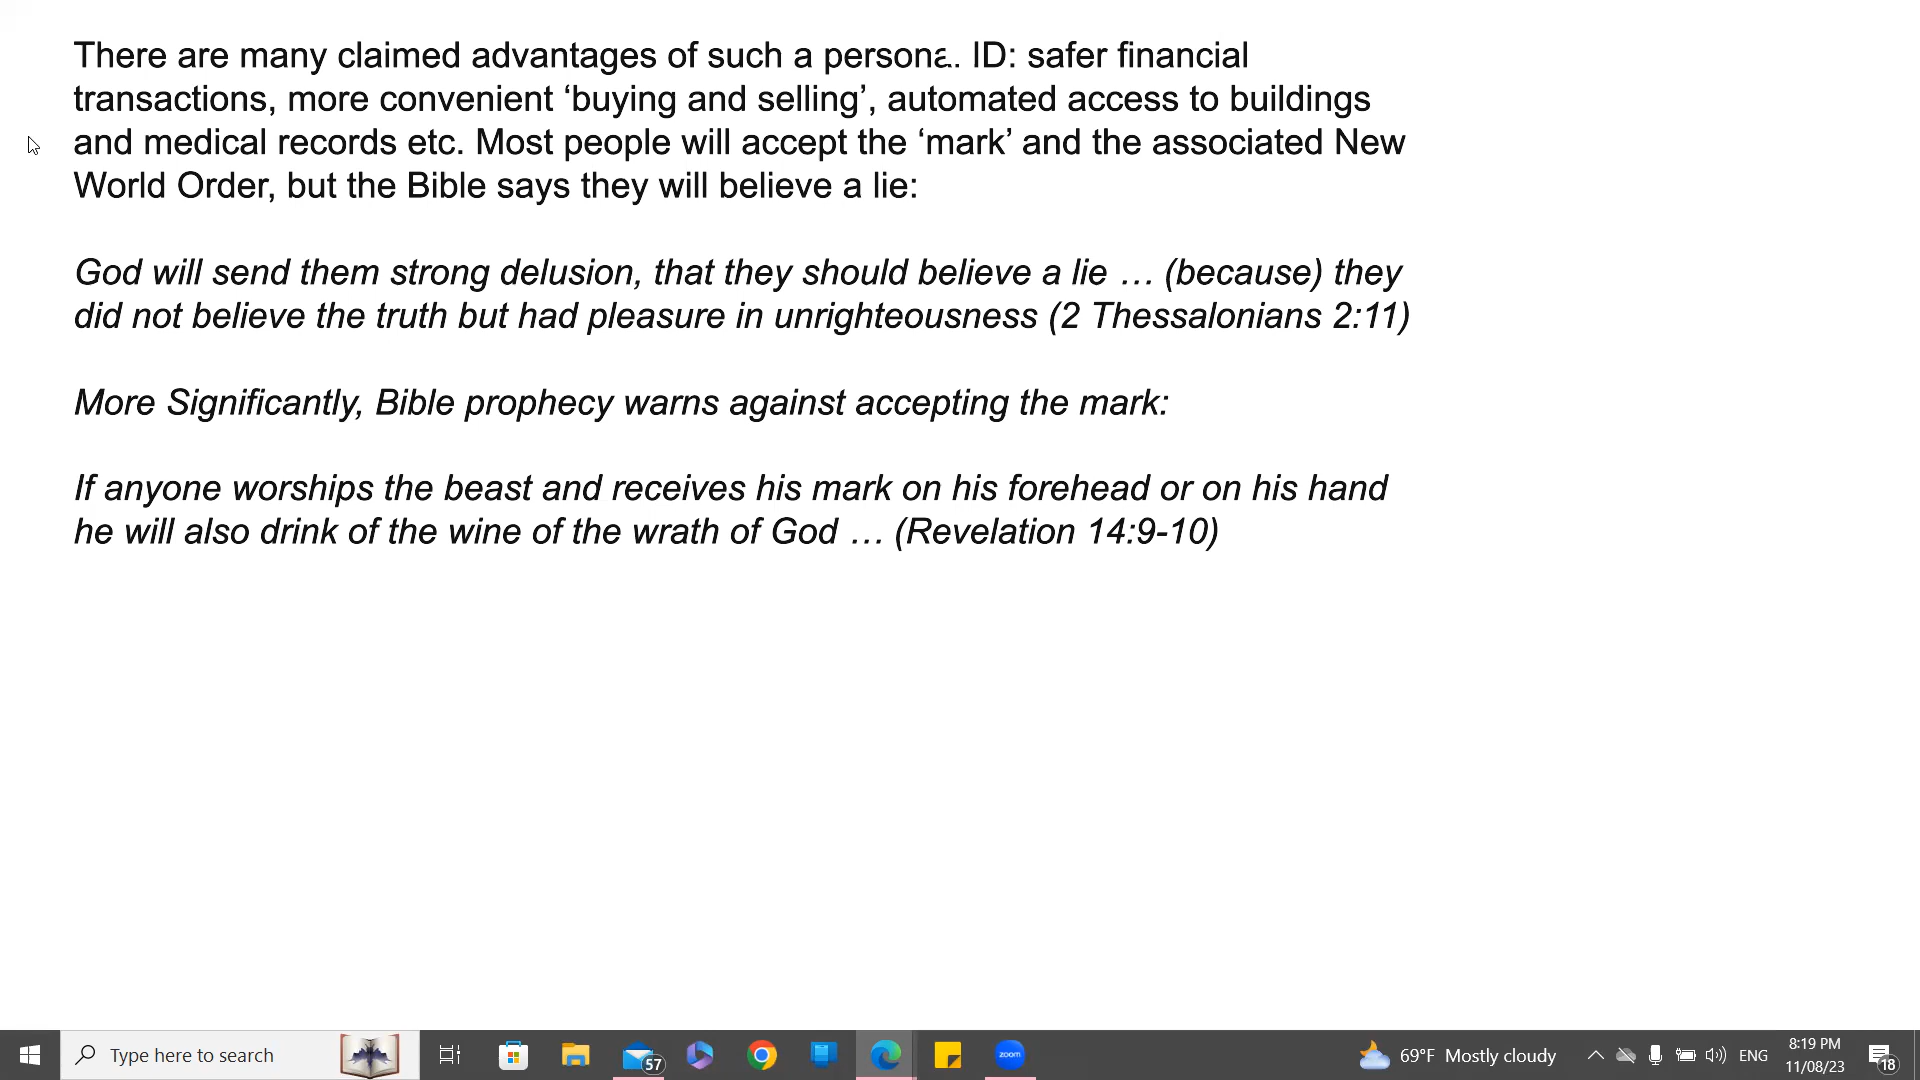 There are many claimed advantages of such a persona.. ID: safer financial
transactions, more convenient ‘buying and selling’, automated access to buildings
and medical records etc. Most people will accept the ‘mark’ and the associated New
World Order, but the Bible says they will believe a lie:
God will send them strong delusion, that they should believe a lie … (because) they
did not believe the truth but had pleasure in unrighteousness (2 Thessalonians 2:11)
More Significantly, Bible prophecy warns against accepting the mark:
If anyone worships the beast and receives his mark on his forehead or on his hand
he will also drink of the wine of the wrath of God … (Revelation 14:9-10)
Type here to search
57
zoom
69°F Mostly cloudy
ENG
8:19 PM
11/08/23
18